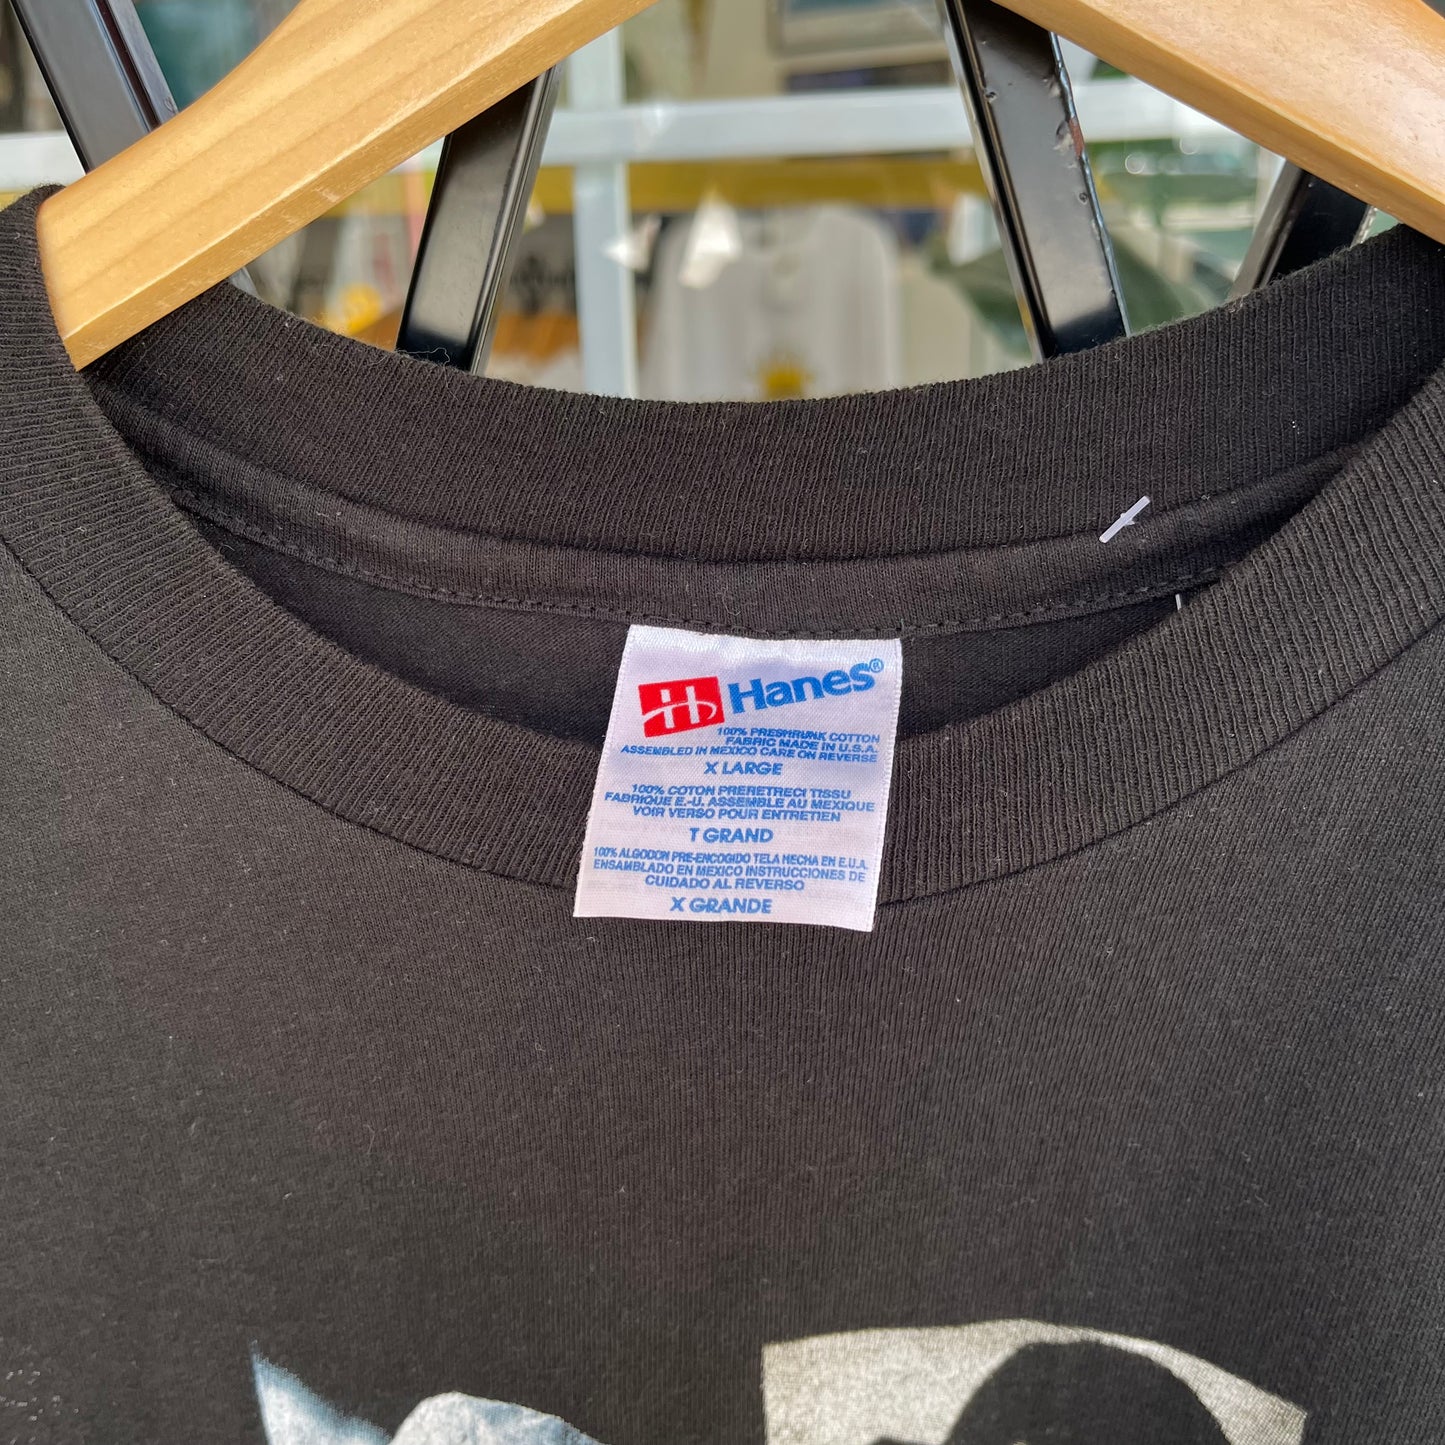 Hanes®
100% PRESHRUNK COTTON
FABRIC MADE IN U.S.A.
ASSEMBLED IN MEXICO CARE ON REVERSE
X LARGE
100% COTON PRERETRECI TISSU
FABRIQUE E.-U. ASSEMBLE AU MEXIQUE
VOIR VERSO POUR ENTRETIEN
T GRAND
100% ALGODON PRE-ENCOGIDO TELA HECHA EN E.U.A.
ENSAMBLADO EN MEXICO INSTRUCCIONES DE
CUIDADO AL REVERSO
X GRANDE